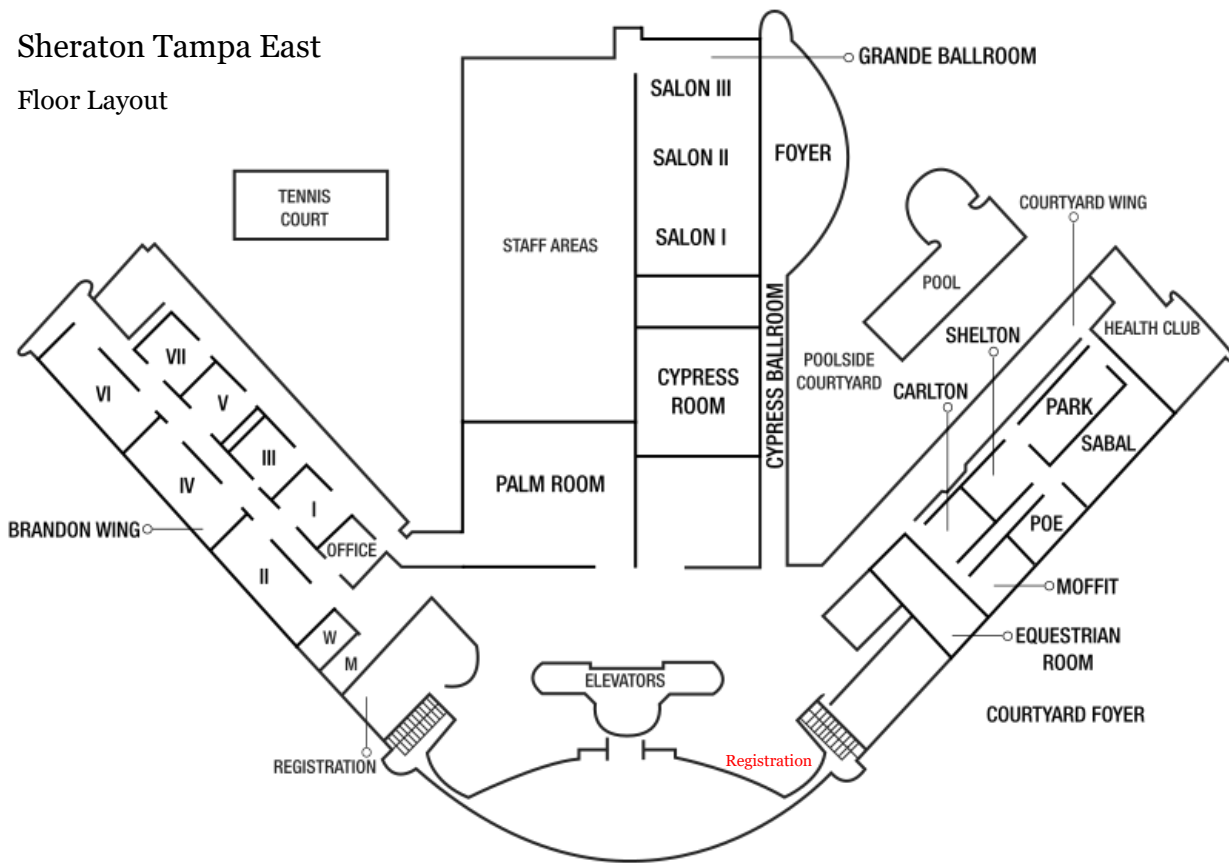 Sheraton Tampa East
Floor Layout
GRANDE BALLROOM
SALON III
SALON II
FOYER
SALON I
TENNIS
COURT
STAFF AREAS
COURTYARD WING
POOL
HEALTH CLUB
SHELTON
POOLSIDE
COURTYARD
CARLTON
CYPRESS BALLROOM
CYPRESS
ROOM
PARK
SABAL
VII
VI
V
III
IV
I
PALM ROOM
BRANDON WING
OFFICE
II
POE
MOFFIT
W
M
EQUESTRIAN
ROOM
ELEVATORS
COURTYARD FOYER
REGISTRATION
Registration